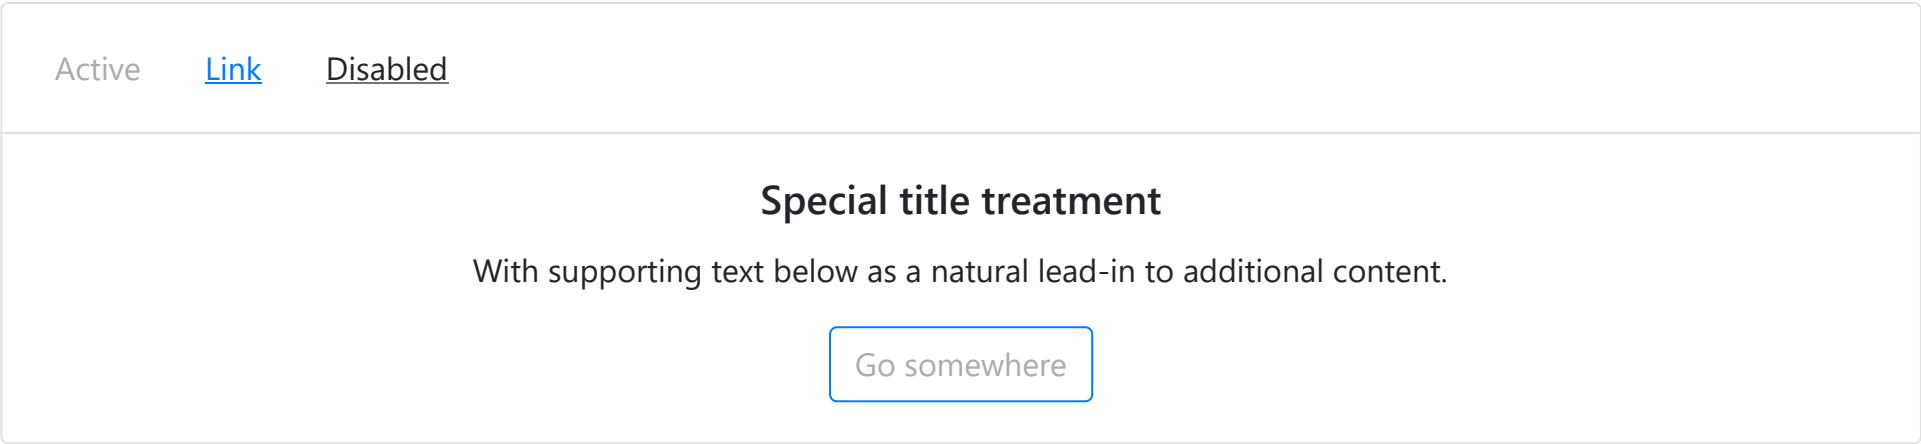 Active Link Disabled
Special title treatment
With supporting text below as a natural lead-in to additional content.
Go somewhere